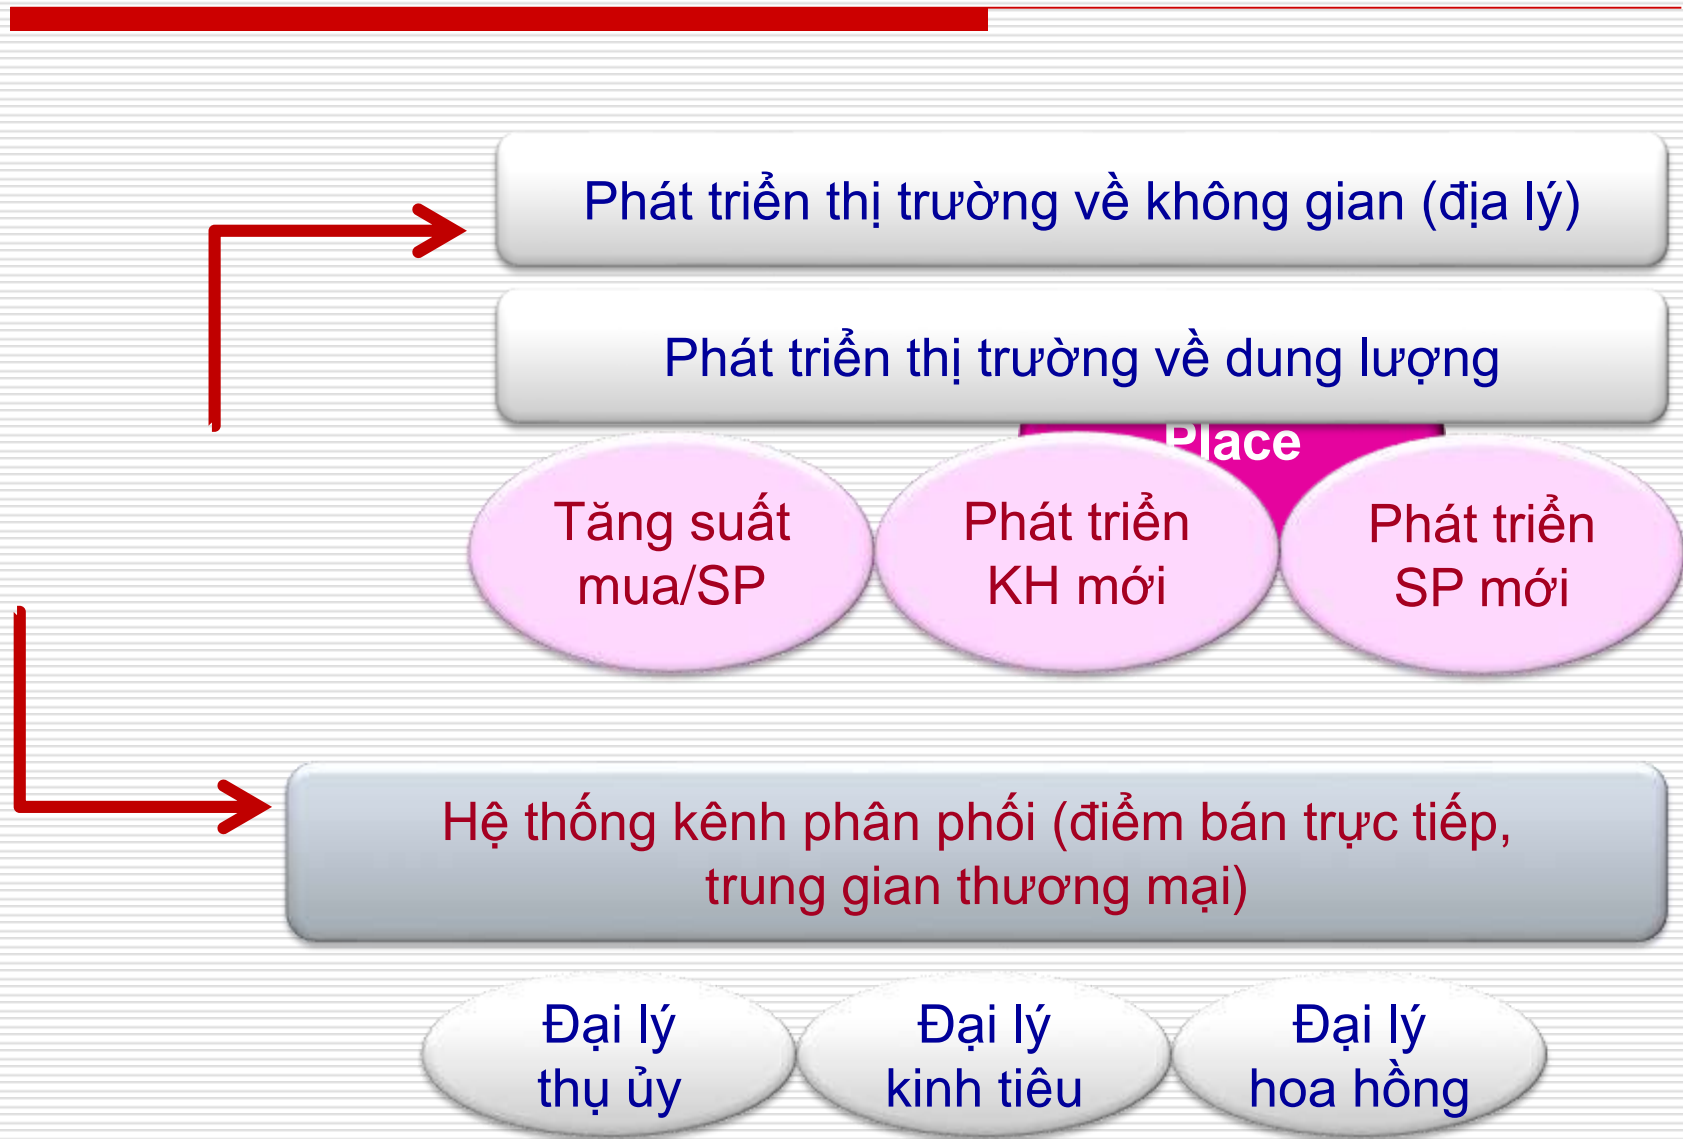 Phát triển thị trường về không gian (địa lý)
Phát triển thị trường về dung lượng
Place
Tăng suất
mua/SP
Phát triển
KH mới
Phát triển
SP mới
Hệ thống kênh phân phối (điểm bán trực tiếp,
trung gian thương mại)
Đại lý
thụ ủy
Đại lý
kinh tiêu
Đại lý
hoa hồng